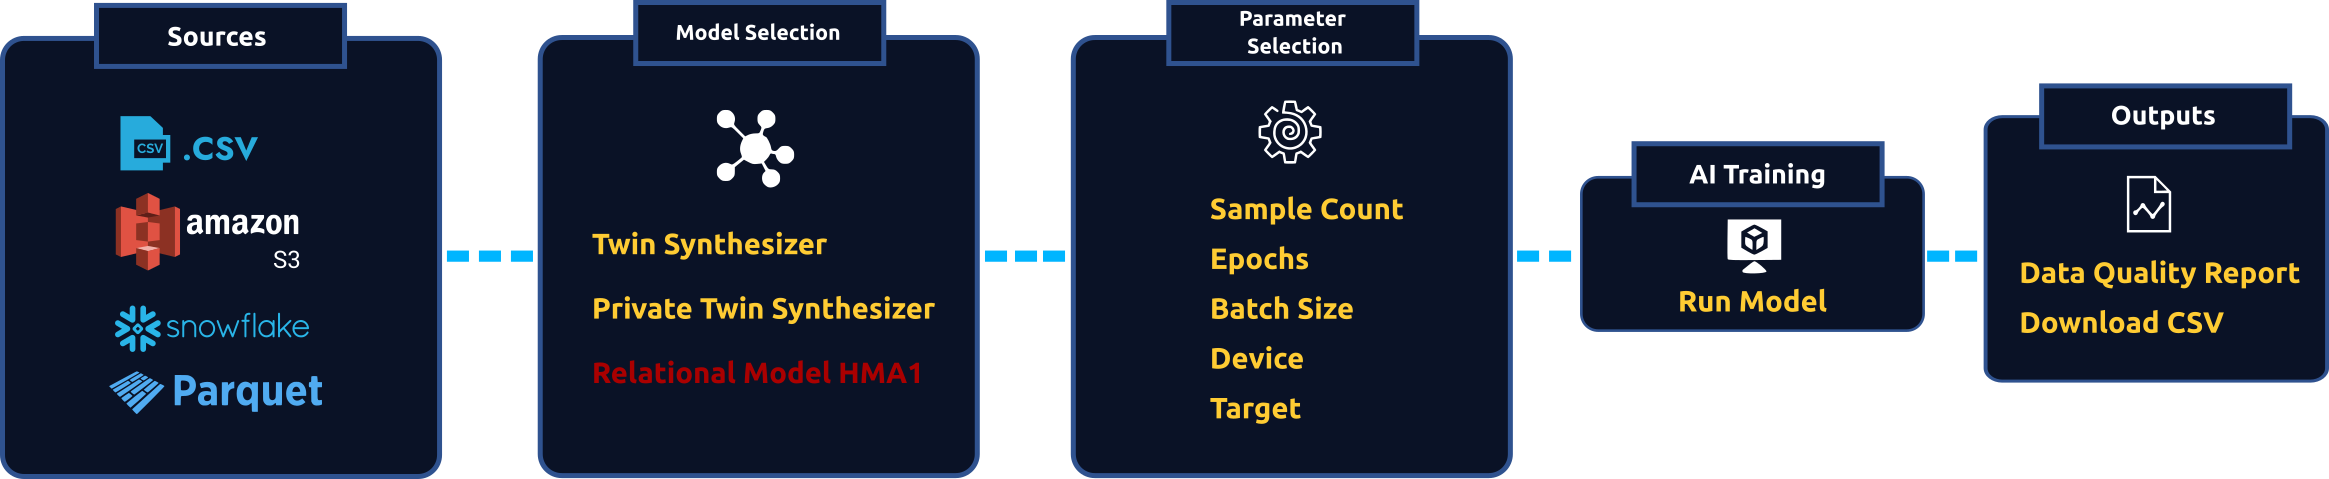 Sources
CSV
.csv
amazon
S3
snowflake
Parquet
Model Selection
Twin Synthesizer
Private Twin Synthesizer
Relational Model HMA1
Parameter
Selection
Sample Count
Epochs
Batch Size
Device
Target
AI Training
Run Model
Outputs
Data Quality Report
Download CSV